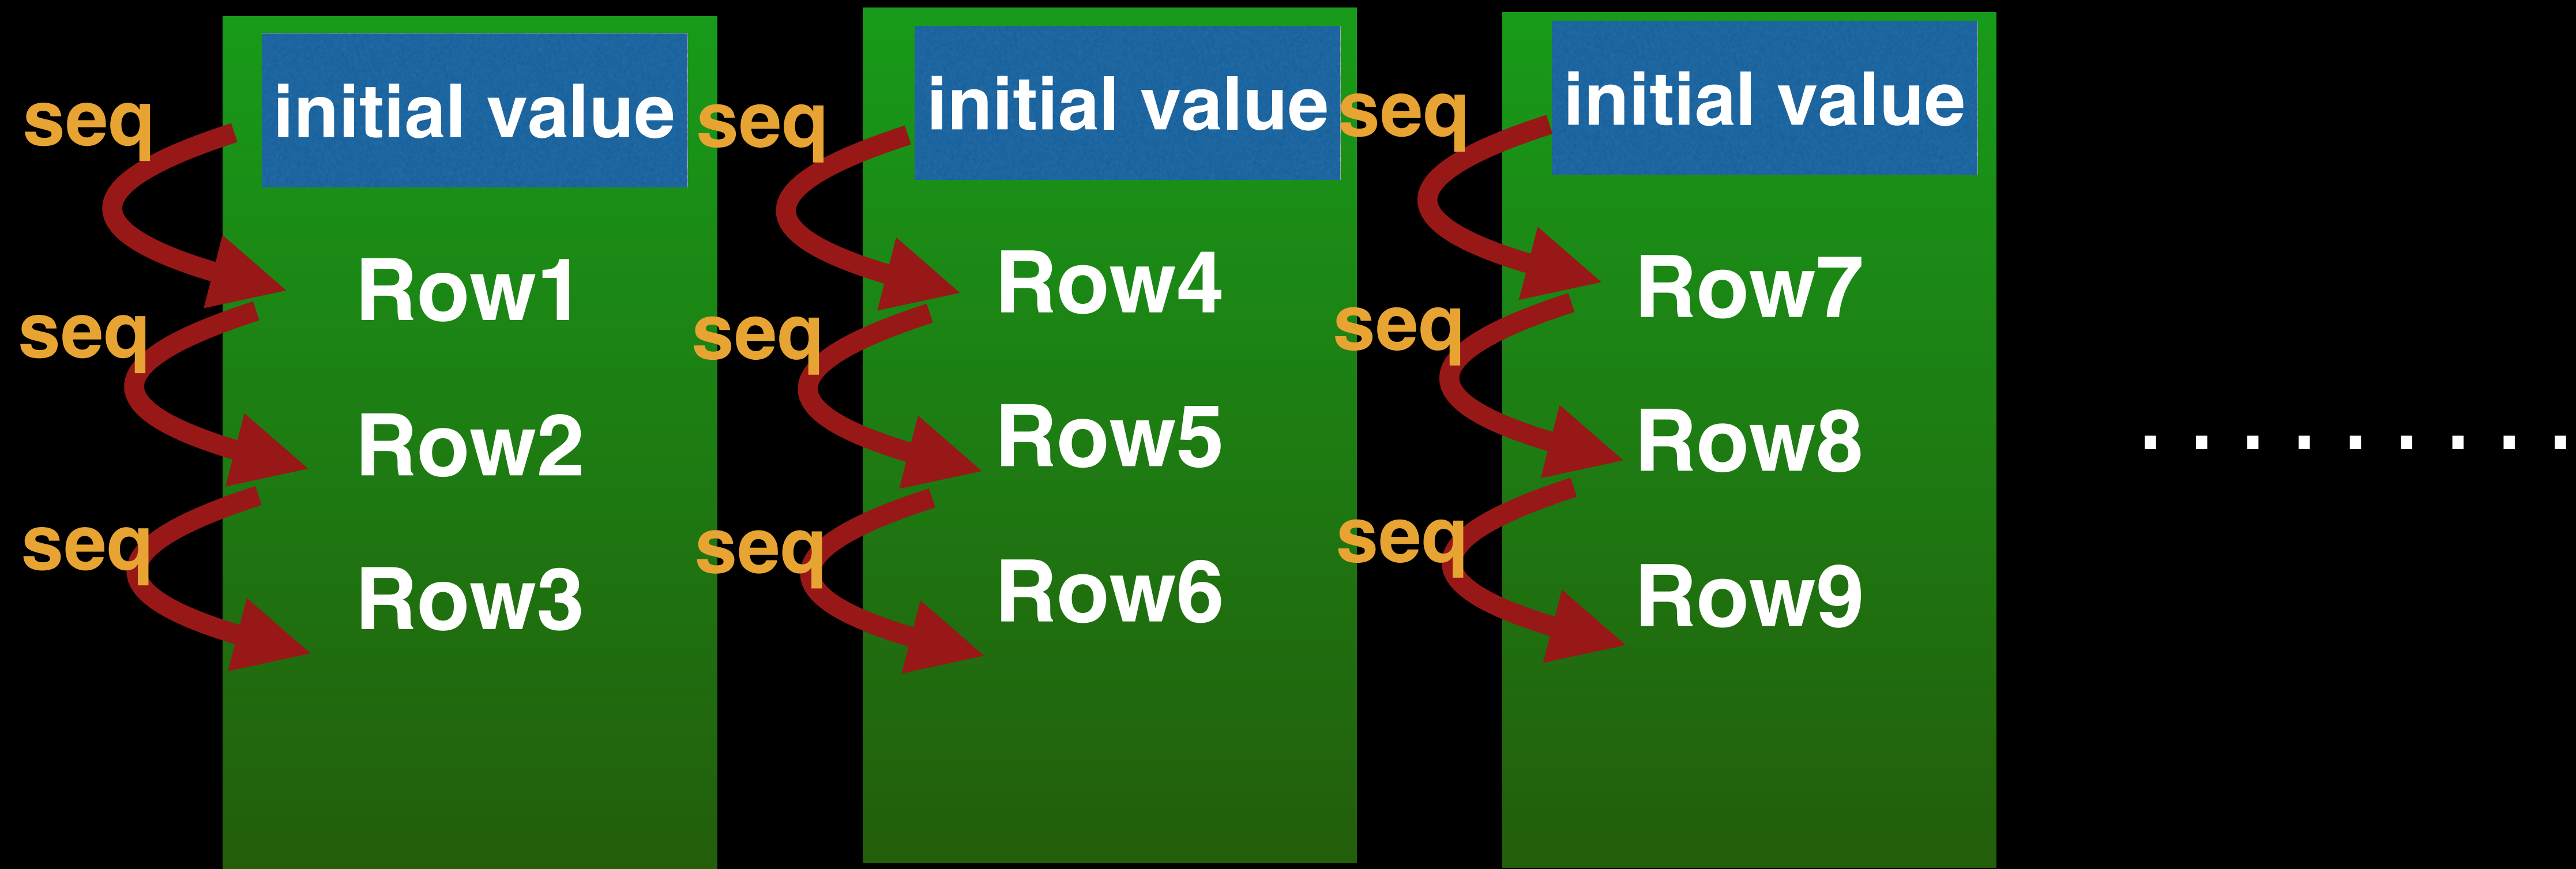 seq
initial value
seq
Row1
seq
Row2
Row3
seq
initial value
seq
Row4
seq
Row5
Row6
seq
initial value
seq
Row7
seq
Row8
Row9
. . . . . . . . .